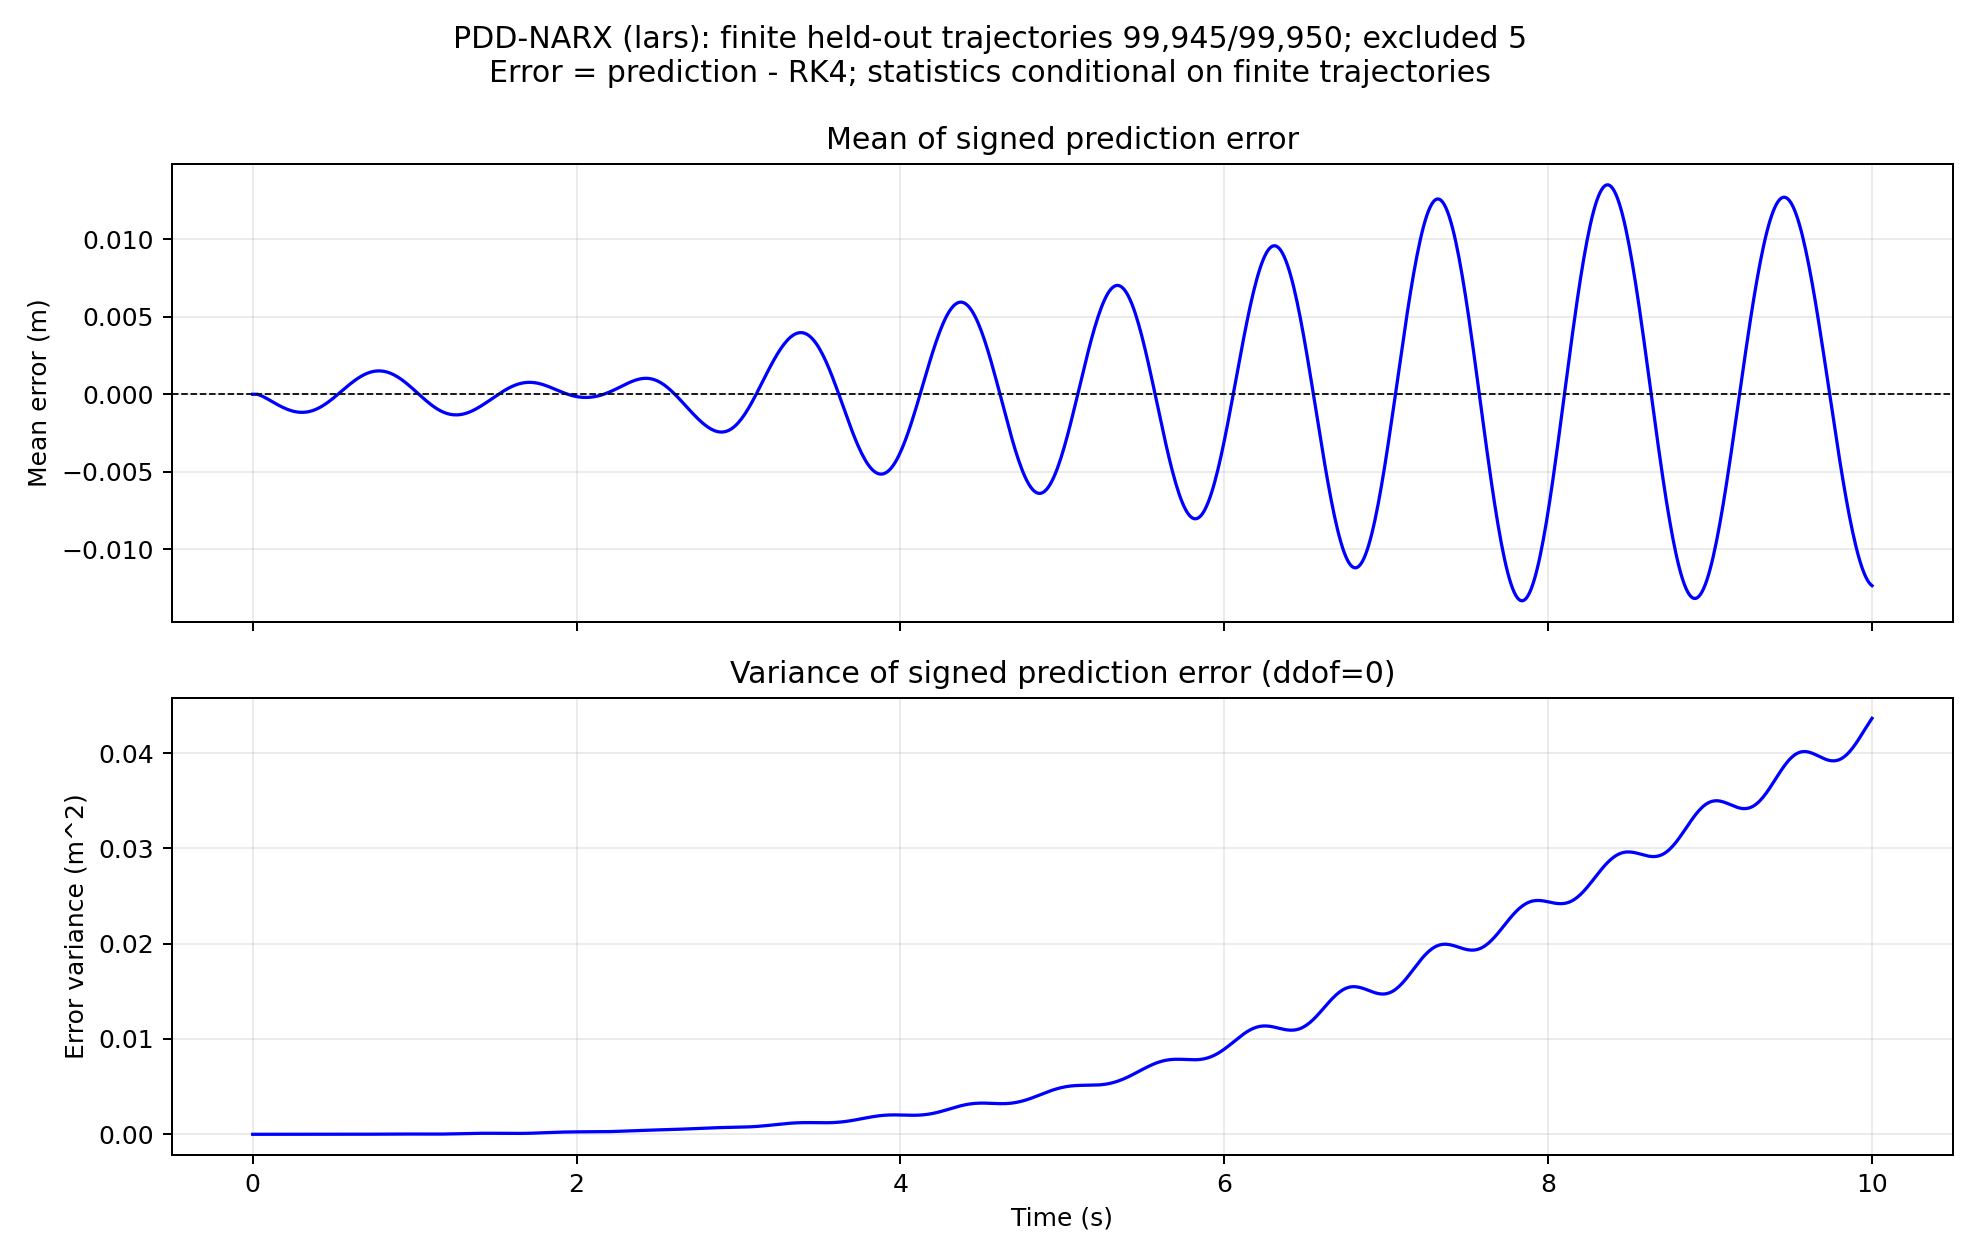 PDD-NARX (lars): finite held-out trajectories 99,945/99,950; excluded 5
Error = prediction - RK4; statistics conditional on finite trajectories
Mean of signed prediction error
Mean error (m)
0.010
0.005
0.000
−0.005
−0.010
Variance of signed prediction error (ddof=0)
Error variance (m^2)
0.04
0.03
0.02
0.01
0.00
0 2 4 6 8 10
Time (s)